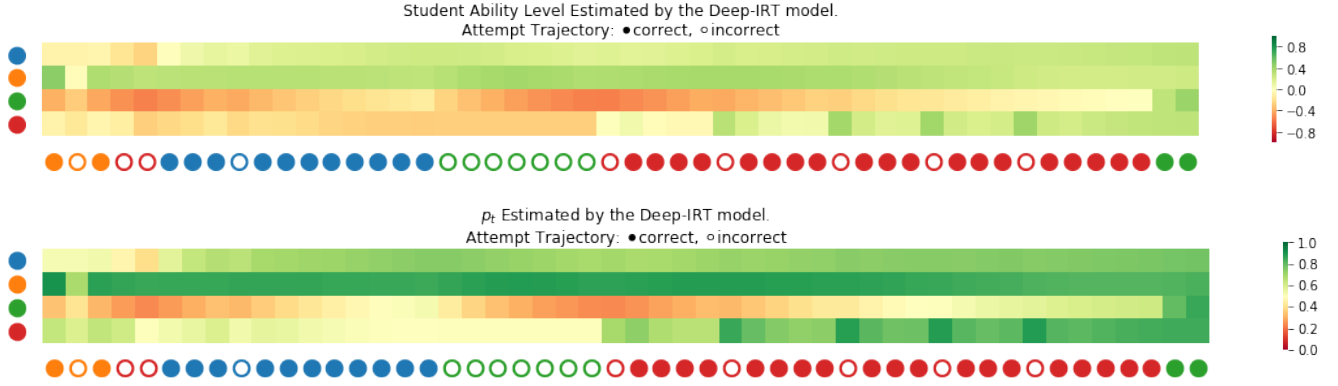 Student Ability Level Estimated by the Deep-IRT model.
Attempt Trajectory: ●correct, ○incorrect
0.8
0.4
0.0
−0.4
−0.8
p_t Estimated by the Deep-IRT model.
Attempt Trajectory: ●correct, ○incorrect
1.0
0.8
0.6
0.4
0.2
0.0